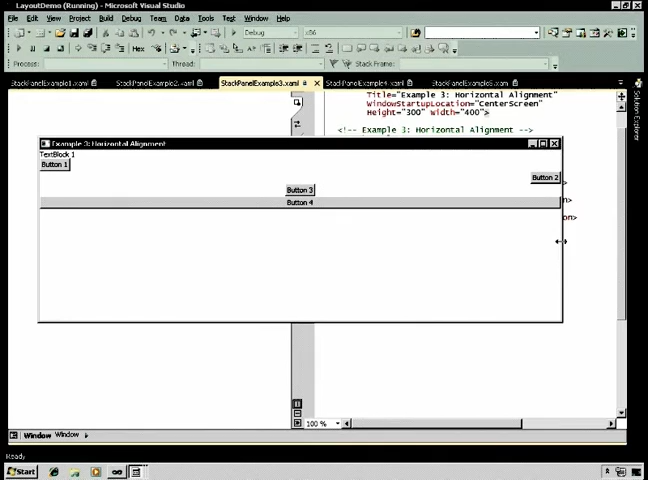 LayoutDemo (Running) - Microsoft Visual Studio
File Edit View Project Build Debug Team Data Tools Test Window Help
Debug x86
Hex
Process: Thread: Stack Frame:
StackPanelExample1.xaml StackPanelExample2.xaml StackPanelExample3.xaml StackPanelExample4.xaml StackPanelExample5.xaml
Title="Example 3: Horizontal Alignment"
WindowStartupLocation="CenterScreen"
Height="300" Width="400">
<!-- Example 3: Horizontal Alignment -->
Solution Explorer
Example 3: Horizontal Alignment
TextBlock 1
Button 1
Button 2
Button 3
Button 4
>
n>
on>
100 %
Window Window
Ready
Start